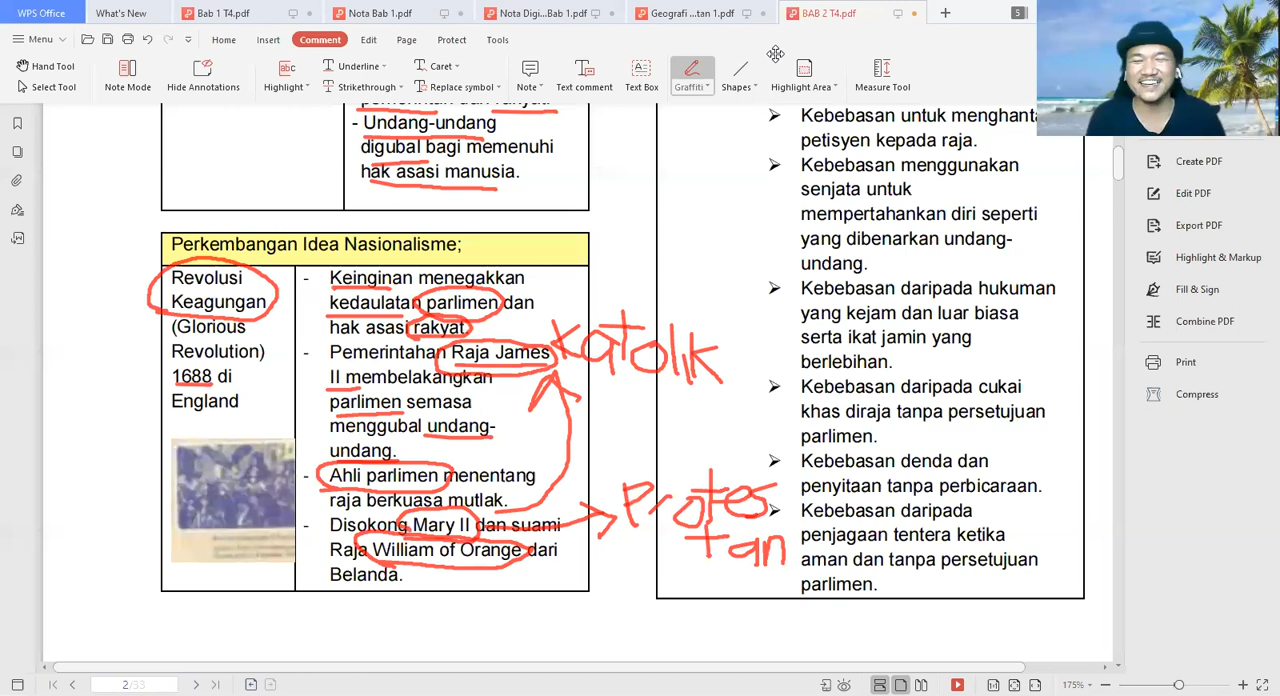 WPS Office
What's New
Bab 1 T4.pdf
Nota Bab 1.pdf
Nota Digi...Bab 1.pdf
Geografi ...tan 1.pdf
BAB 2 T4.pdf
5
Menu
Home
Insert
Comment
Edit
Page
Protect
Tools
Hand Tool
Select Tool
Note Mode
Hide Annotations
Highlight
Underline
Strikethrough
Caret
Replace symbol
Note
Text comment
Text Box
Graffiti
Shapes
Highlight Area
Measure Tool
- Undang-undang
digubal bagi memenuhi
hak asasi manusia.
Perkembangan Idea Nasionalisme;
Revolusi
Keagungan
(Glorious
Revolution)
1688 di
England
- Keinginan menegakkan
kedaulatan parlimen dan
hak asasi rakyat
- Pemerintahan Raja James
II membelakangkan
parlimen semasa
menggubal undang-
undang.
- Ahli parlimen menentang
raja berkuasa mutlak.
- Disokong Mary II dan suami
Raja William of Orange dari
Belanda.
Katolik
Protes
tan
Kebebasan untuk menghanta
petisyen kepada raja.
Kebebasan menggunakan
senjata untuk
mempertahankan diri seperti
yang dibenarkan undang-
undang.
Kebebasan daripada hukuman
yang kejam dan luar biasa
serta ikat jamin yang
berlebihan.
Kebebasan daripada cukai
khas diraja tanpa persetujuan
parlimen.
Kebebasan denda dan
penyitaan tanpa perbicaraan.
Kebebasan daripada
penjagaan tentera ketika
aman dan tanpa persetujuan
parlimen.
Create PDF
Edit PDF
Export PDF
Highlight & Markup
Fill & Sign
Combine PDF
Print
Compress
2/33
175%